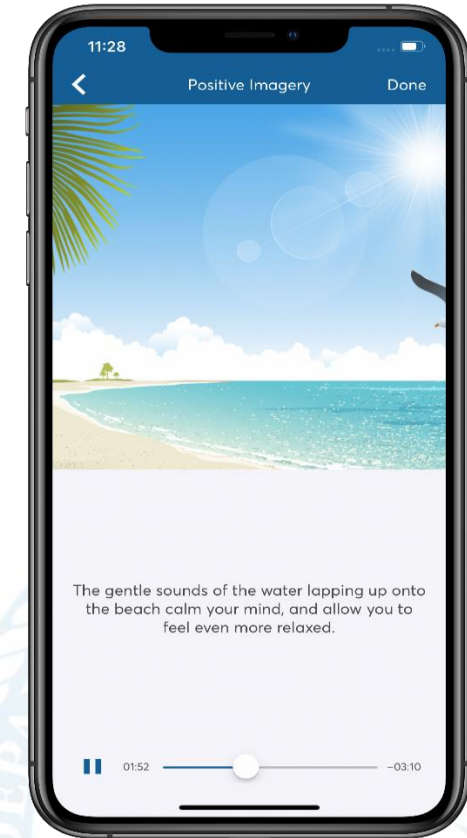 11:28
Positive Imagery
Done
The gentle sounds of the water lapping up onto
the beach calm your mind, and allow you to
feel even more relaxed.
01:52
–03:10